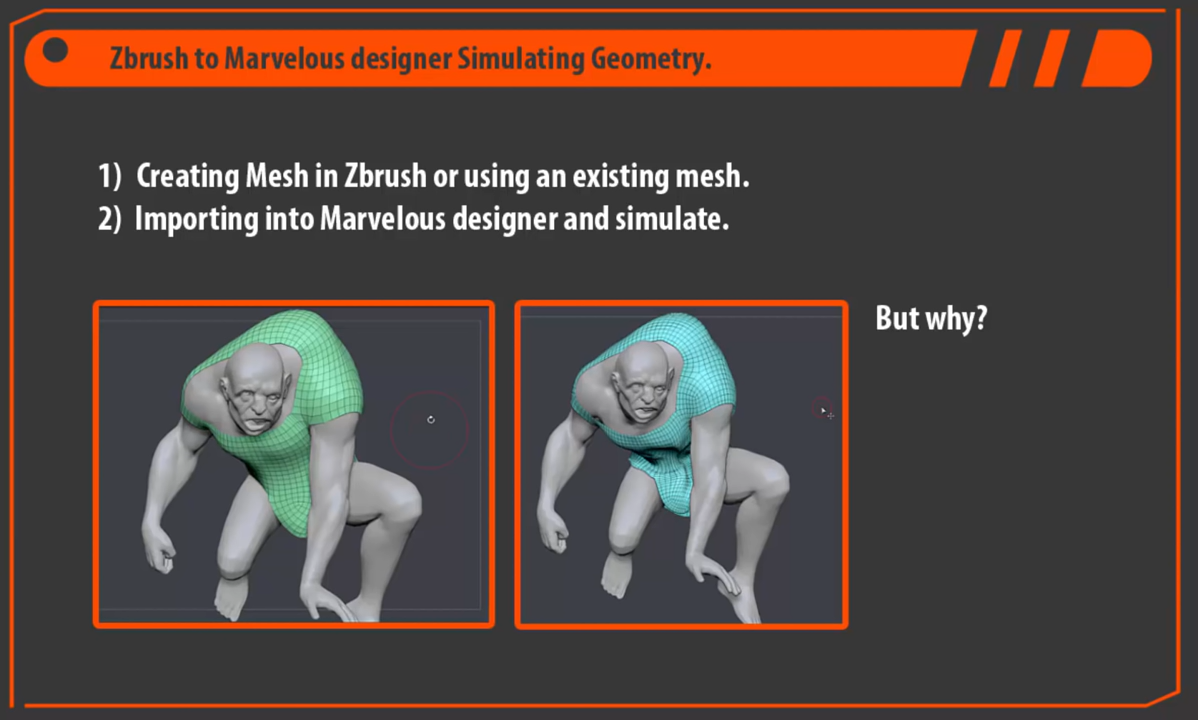 Zbrush to Marvelous designer Simulating Geometry.
1) Creating Mesh in Zbrush or using an existing mesh.
2) Importing into Marvelous designer and simulate.
But why?